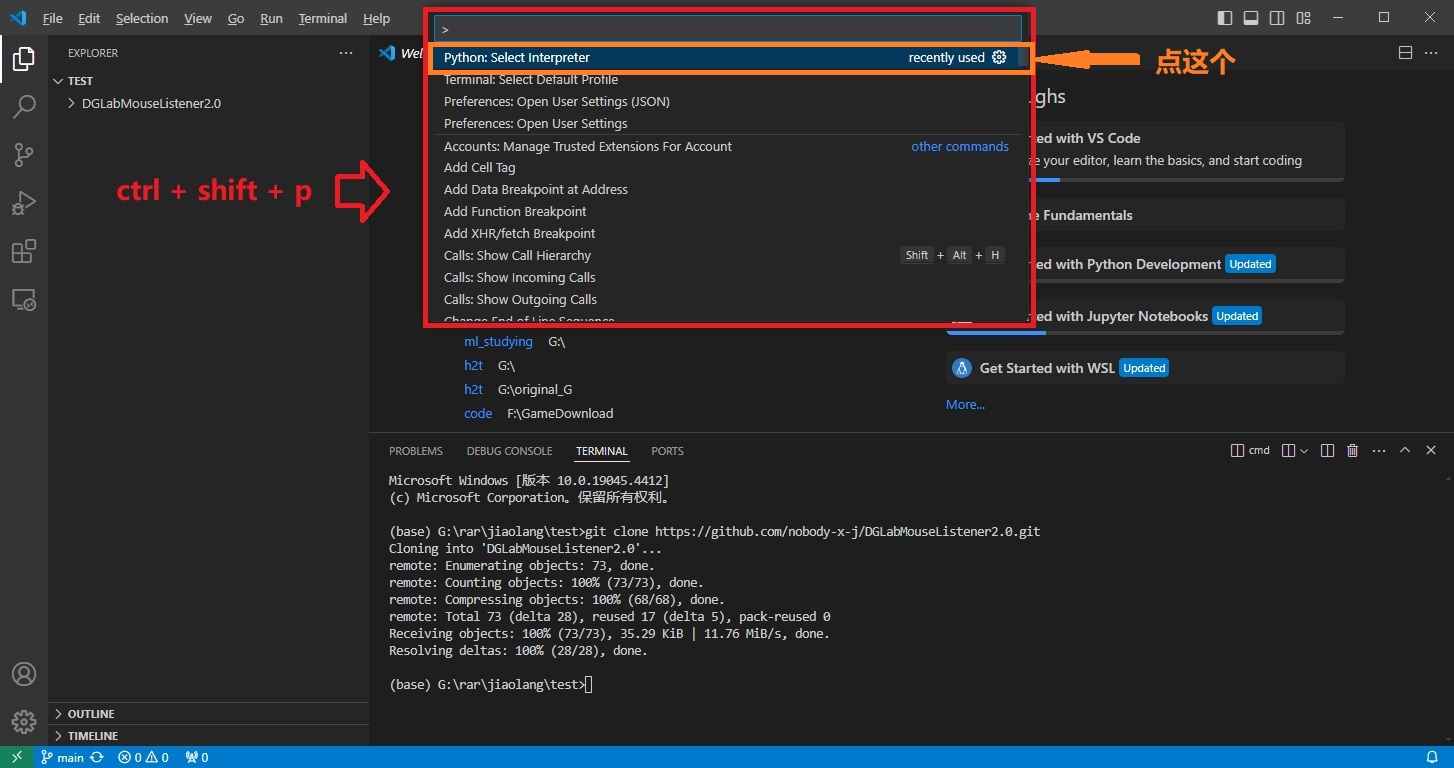 File Edit Selection View Go Run Terminal Help
>
Python: Select Interpreter recently used
点这个
Terminal: Select Default Profile
Preferences: Open User Settings (JSON)
Preferences: Open User Settings
Accounts: Manage Trusted Extensions For Account other commands
Add Cell Tag
Add Data Breakpoint at Address
Add Function Breakpoint
Add XHR/fetch Breakpoint
Calls: Show Call Hierarchy Shift + Alt + H
Calls: Show Incoming Calls
Calls: Show Outgoing Calls
Change End of Line Sequence
ctrl + shift + p
EXPLORER
TEST
DGLabMouseListener2.0
OUTLINE
TIMELINE
Wel
ml_studying G:\
h2t G:\
h2t G:\original_G
code F:\GameDownload
ghs
ted with VS Code
e your editor, learn the basics, and start coding
e Fundamentals
ted with Python Development Updated
ted with Jupyter Notebooks Updated
Get Started with WSL Updated
More...
PROBLEMS DEBUG CONSOLE TERMINAL PORTS
cmd
Microsoft Windows [版本 10.0.19045.4412]
(c) Microsoft Corporation。保留所有权利。
(base) G:\rar\jiaolang\test>git clone https://github.com/nobody-x-j/DGLabMouseListener2.0.git
Cloning into 'DGLabMouseListener2.0'...
remote: Enumerating objects: 73, done.
remote: Counting objects: 100% (73/73), done.
remote: Compressing objects: 100% (68/68), done.
remote: Total 73 (delta 28), reused 17 (delta 5), pack-reused 0
Receiving objects: 100% (73/73), 35.29 KiB | 11.76 MiB/s, done.
Resolving deltas: 100% (28/28), done.
(base) G:\rar\jiaolang\test>
main 0 0 0